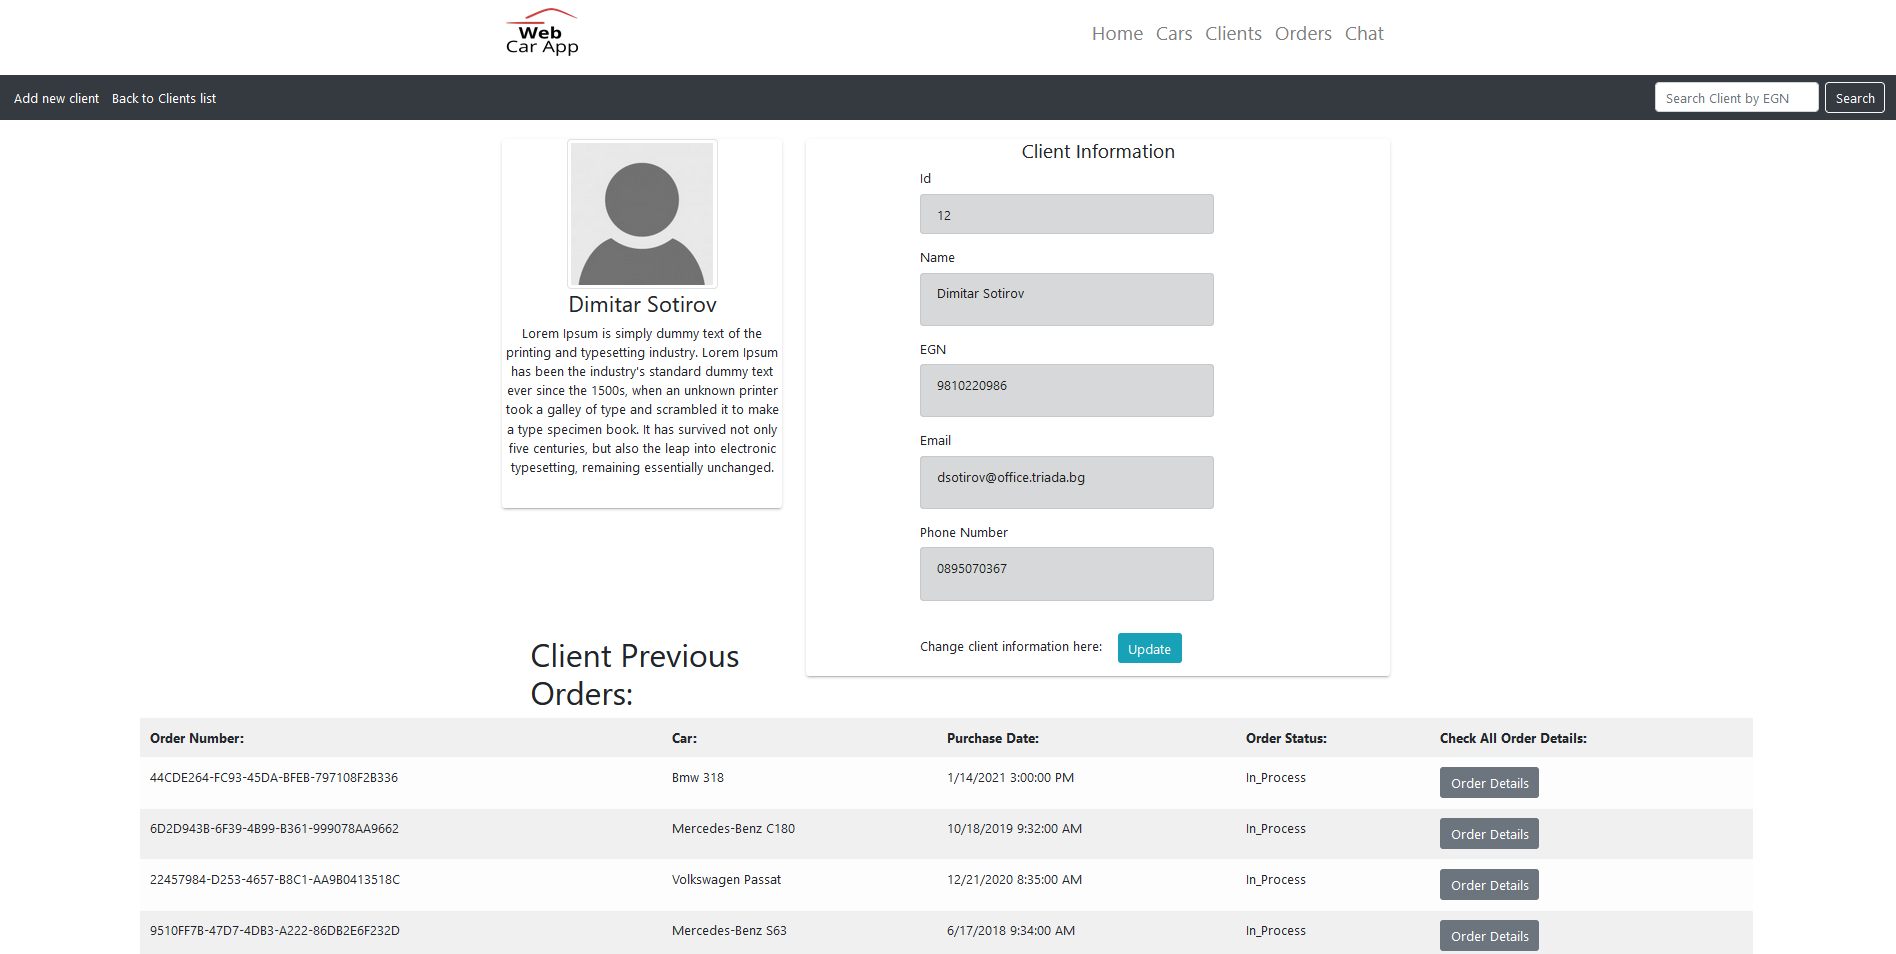 Web
Car App
Home Cars Clients Orders Chat
Add new client Back to Clients list Search Client by EGN Search
Dimitar Sotirov
Lorem Ipsum is simply dummy text of the
printing and typesetting industry. Lorem Ipsum
has been the industry's standard dummy text
ever since the 1500s, when an unknown printer
took a galley of type and scrambled it to make
a type specimen book. It has survived not only
five centuries, but also the leap into electronic
typesetting, remaining essentially unchanged.
Client Information
Id
12
Name
Dimitar Sotirov
EGN
9810220986
Email
dsotirov@office.triada.bg
Phone Number
0895070367
Change client information here: Update
Client Previous
Orders:
Order Number: Car: Purchase Date: Order Status: Check All Order Details:
44CDE264-FC93-45DA-BFEB-797108F2B336 Bmw 318 1/14/2021 3:00:00 PM In_Process Order Details
6D2D943B-6F39-4B99-B361-999078AA9662 Mercedes-Benz C180 10/18/2019 9:32:00 AM In_Process Order Details
22457984-D253-4657-B8C1-AA9B0413518C Volkswagen Passat 12/21/2020 8:35:00 AM In_Process Order Details
9510FF7B-47D7-4DB3-A222-86DB2E6F232D Mercedes-Benz S63 6/17/2018 9:34:00 AM In_Process Order Details